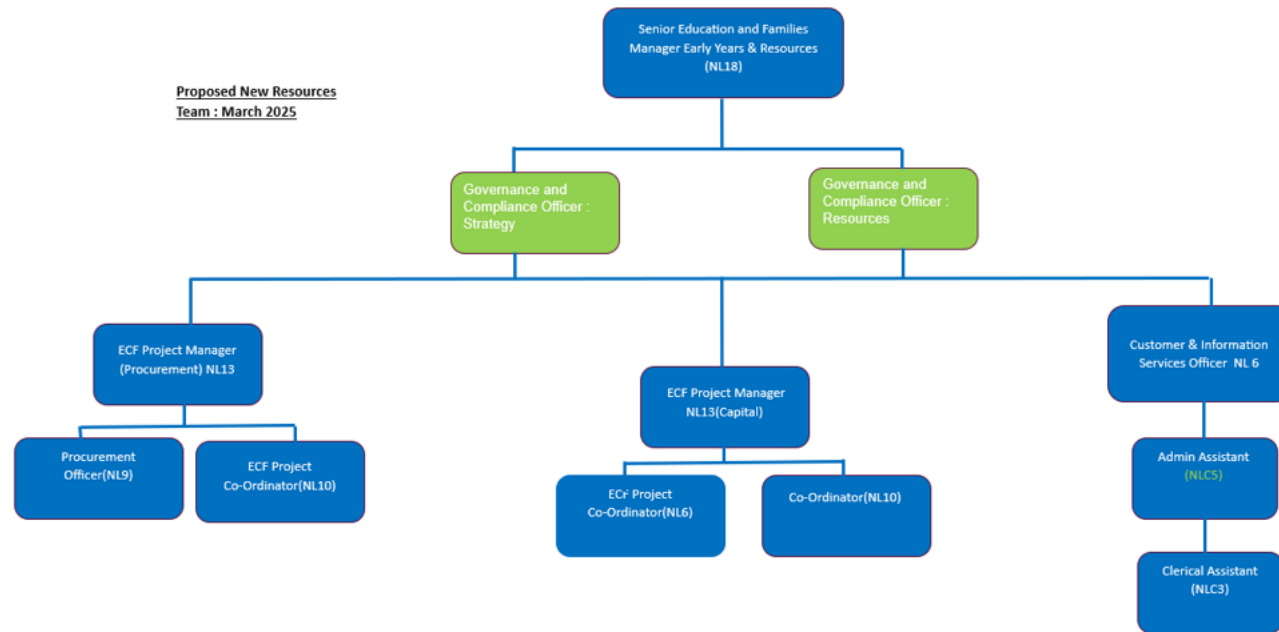 Senior Education and Families
Manager Early Years & Resources
(NL18)
Proposed New Resources
Team : March 2025
Governance and
Compliance Officer :
Strategy
Governance and
Compliance Officer :
Resources
ECF Project Manager
(Procurement) NL13
ECF Project Manager
NL13(Capital)
Customer & Information
Services Officer NL 6
Procurement
Officer(NL9)
ECF Project
Co-Ordinator(NL10)
ECF Project
Co-Ordinator(NL6)
Co-Ordinator(NL10)
Admin Assistant
(NLC5)
Clerical Assistant
(NLC3)